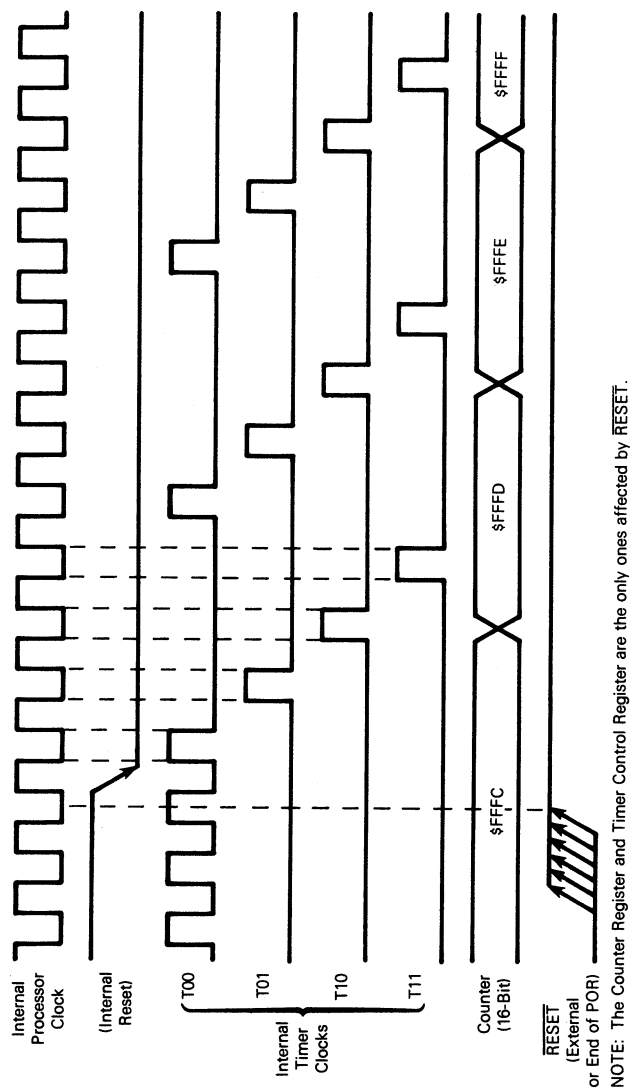 Internal
Processor
Clock
(Internal
Reset)
Internal
Timer
Clocks
T00
T01
T10
T11
Counter
(16-Bit)
$FFFC
$FFFD
$FFFE
$FFFF
RESET
(External
or End of POR)
NOTE: The Counter Register and Timer Control Register are the only ones affected by RESET.